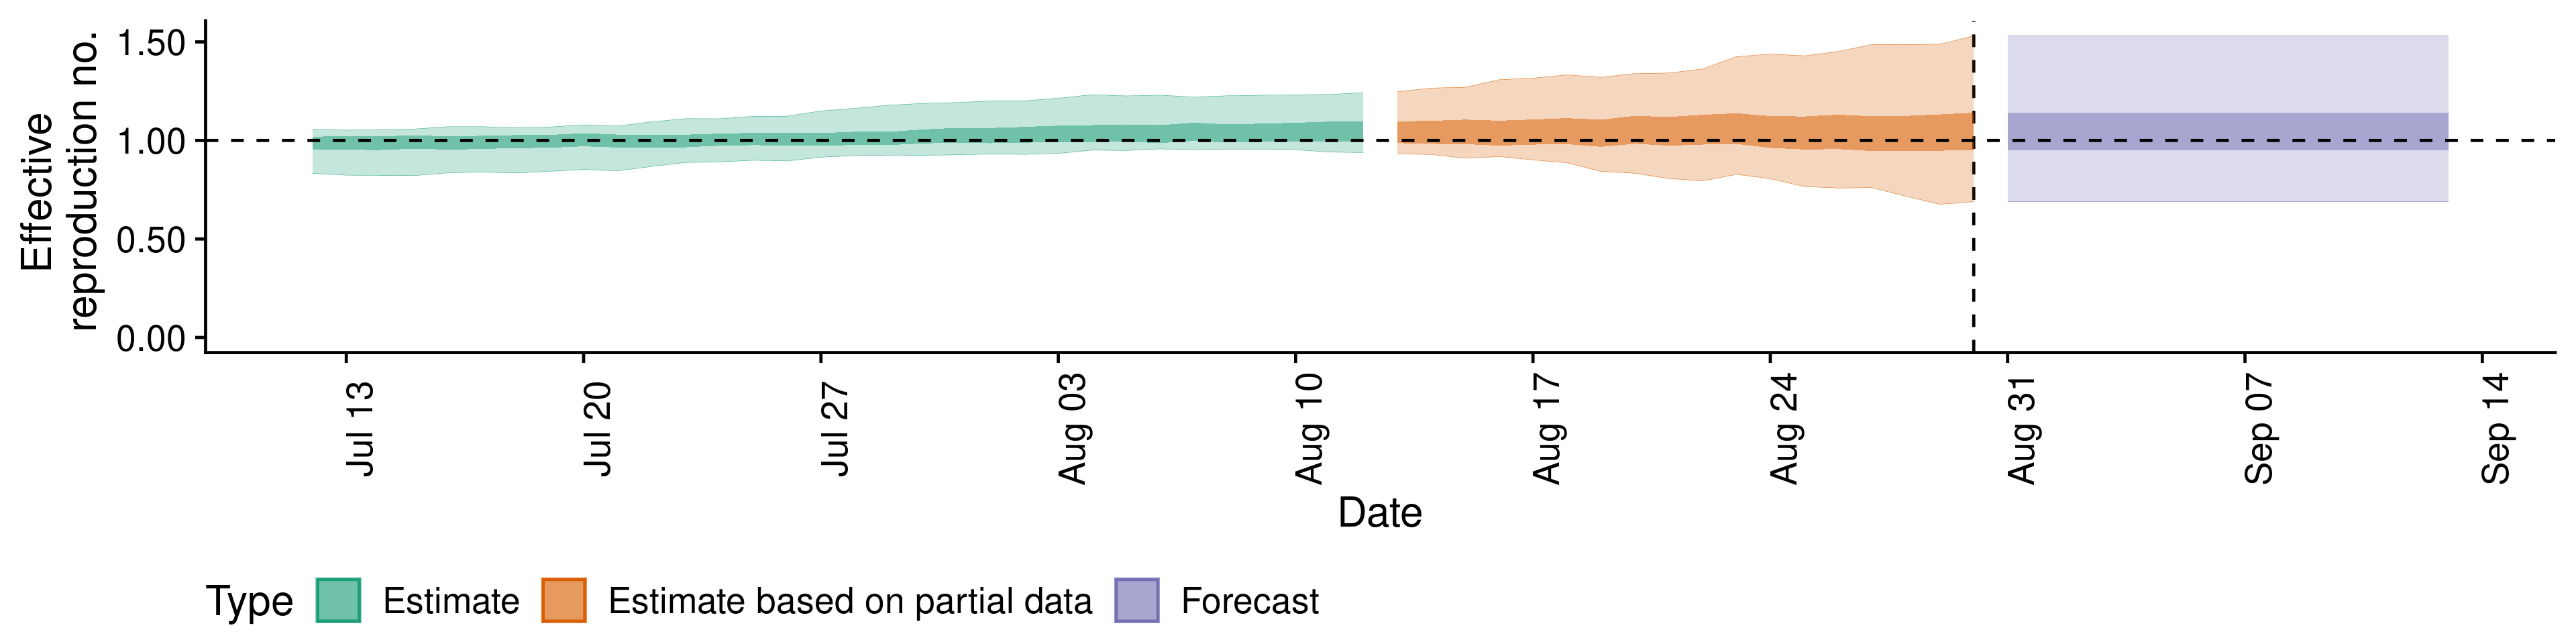 Effective
reproduction no.
1.50
1.00
0.50
0.00
Jul 13
Jul 20
Jul 27
Aug 03
Aug 10
Aug 17
Aug 24
Aug 31
Sep 07
Sep 14
Date
Type Estimate Estimate based on partial data Forecast